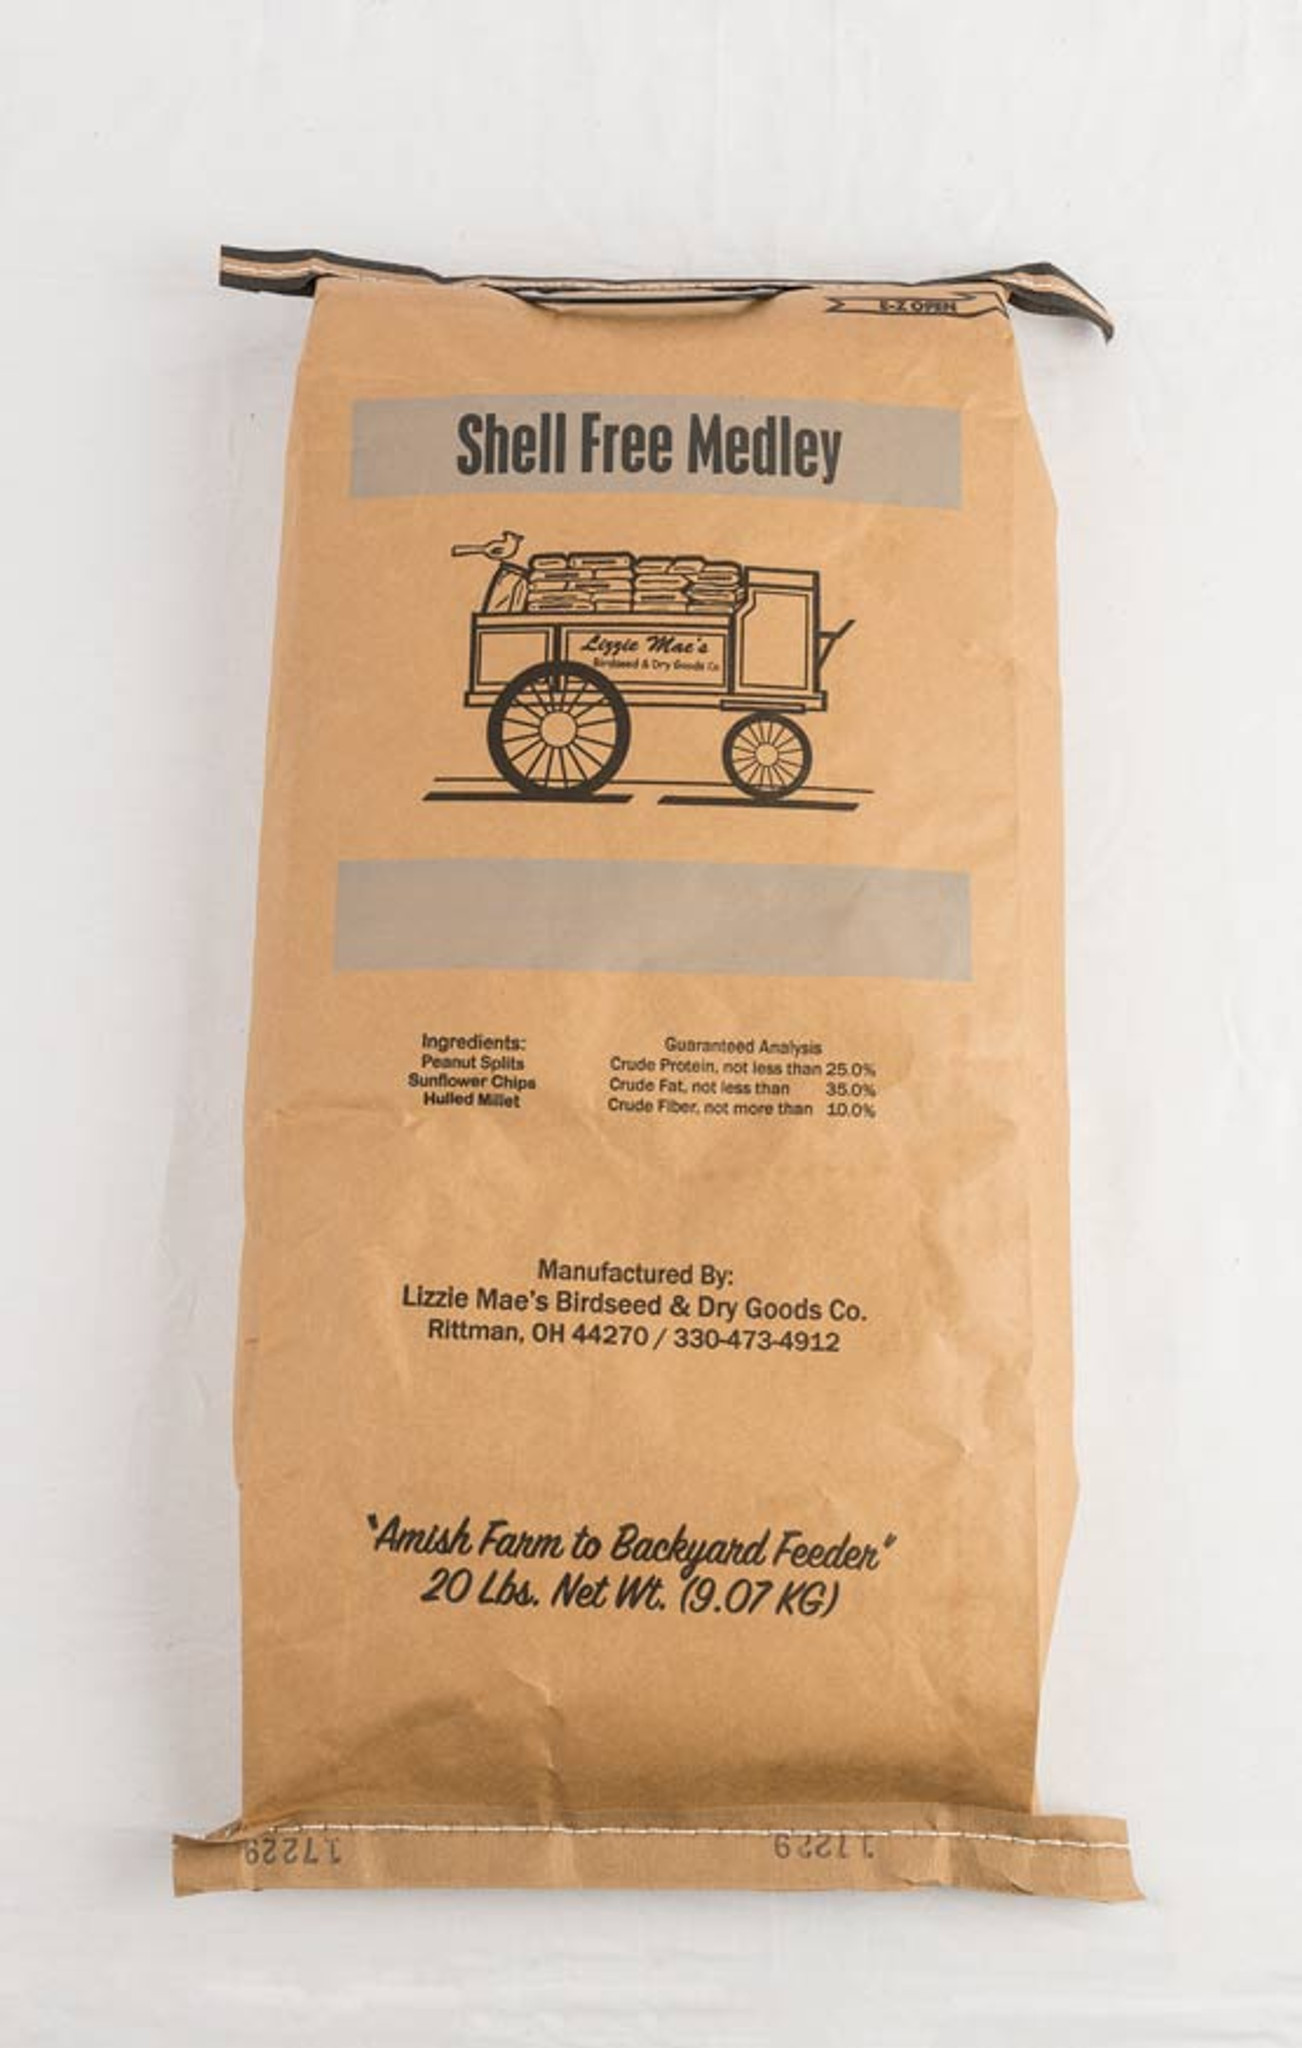 E-Z OPEN
Shell Free Medley
Lizzie Mae's
Birdseed & Dry Goods Co
Ingredients:
Peanut Splits
Sunflower Chips
Hulled Millet
Guaranteed Analysis
Crude Protein, not less than 25.0%
Crude Fat, not less than 35.0%
Crude Fiber, not more than 10.0%
Manufactured By:
Lizzie Mae's Birdseed & Dry Goods Co.
Rittman, OH 44270 / 330-473-4912
"Amish Farm to Backyard Feeder"
20 Lbs. Net Wt. (9.07 KG)
17229
17229